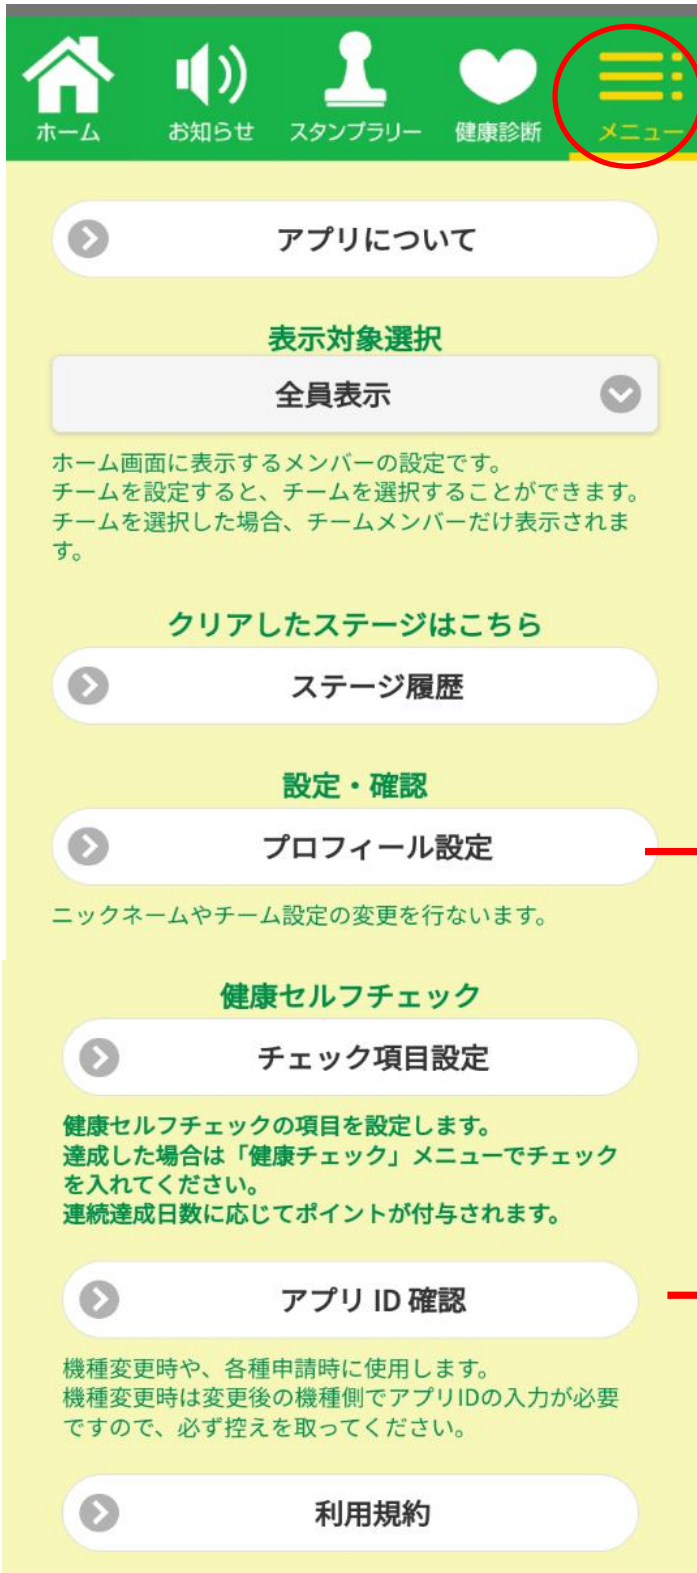 ホーム お知らせ スタンプラリー 健康診断 メニュー
アプリについて
表示対象選択
全員表示
ホーム画面に表示するメンバーの設定です。
チームを設定すると、チームを選択することができます。
チームを選択した場合、チームメンバーだけ表示されま
す。
クリアしたステージはこちら
ステージ履歴
設定・確認
プロフィール設定
ニックネームやチーム設定の変更を行ないます。
健康セルフチェック
チェック項目設定
健康セルフチェックの項目を設定します。
達成した場合は「健康チェック」メニューでチェック
を入れてください。
連続達成日数に応じてポイントが付与されます。
アプリ ID 確認
機種変更時や、各種申請時に使用します。
機種変更時は変更後の機種側でアプリIDの入力が必要
ですので、必ず控えを取ってください。
利用規約